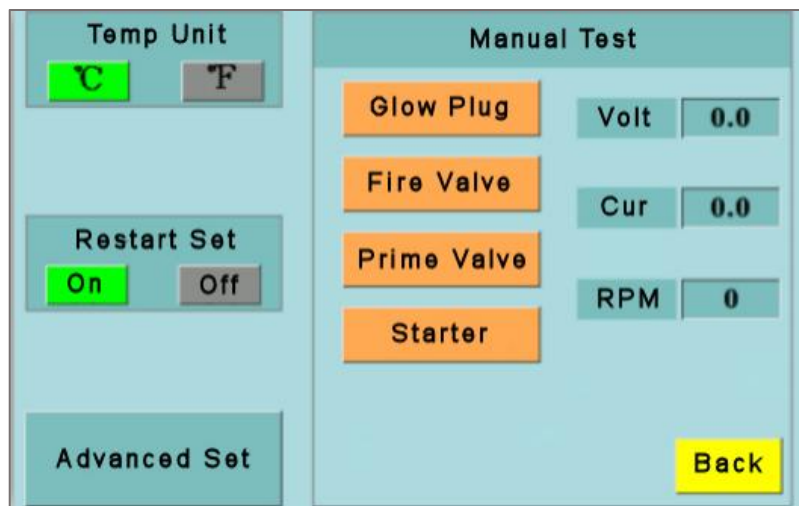 Temp Unit
℃ ℉
Restart Set
On Off
Advanced Set
Manual Test
Glow Plug
Fire Valve
Prime Valve
Starter
Volt 0.0
Cur 0.0
RPM 0
Back